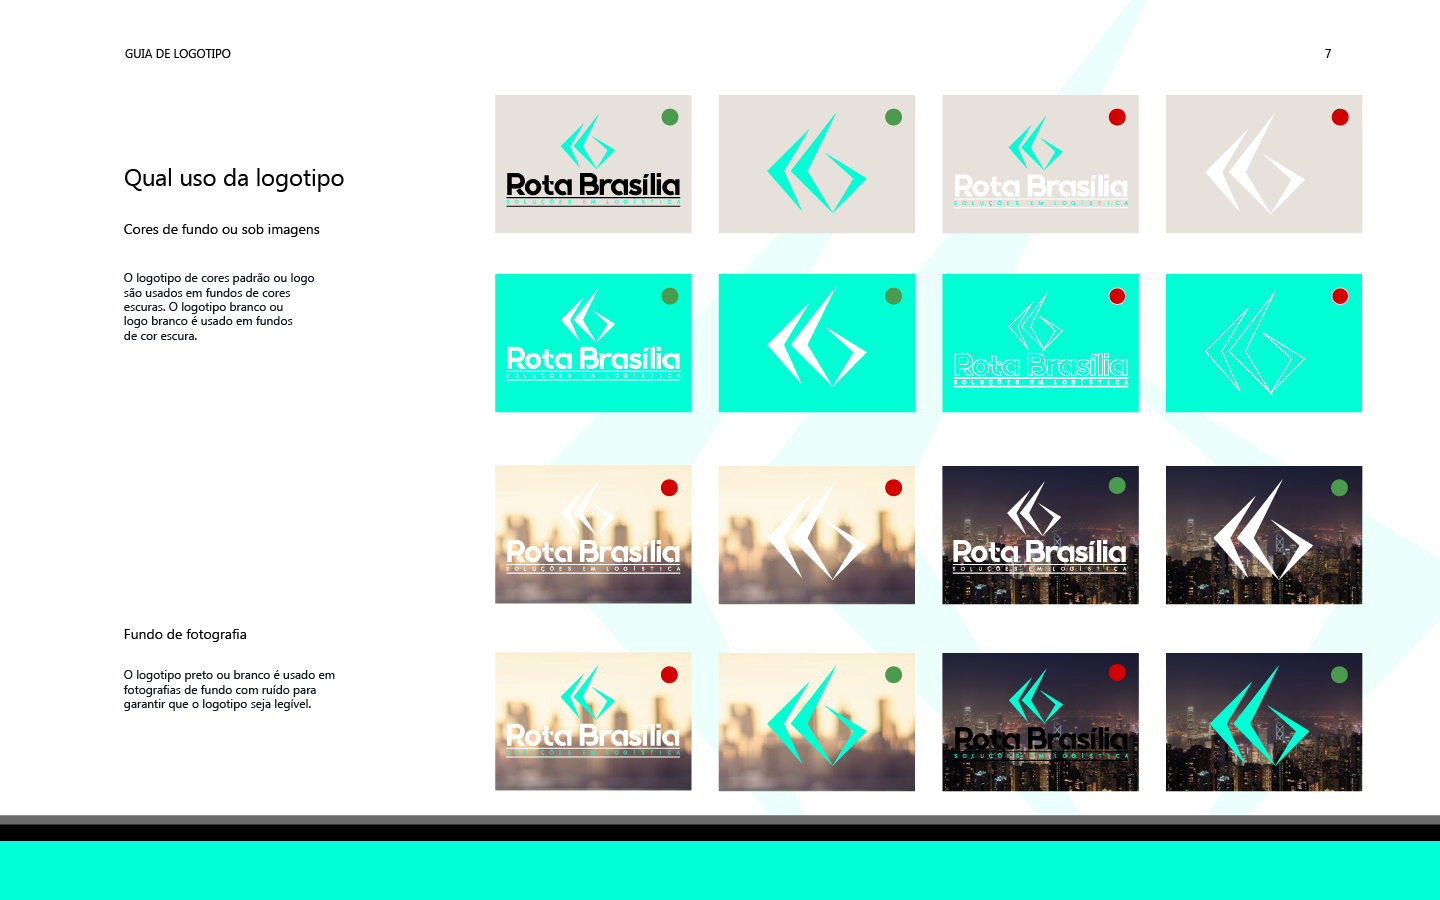 GUIA DE LOGOTIPO
7
Qual uso da logotipo
Cores de fundo ou sob imagens
O logotipo de cores padrão ou logo
são usados em fundos de cores
escuras. O logotipo branco ou
logo branco é usado em fundos
de cor escura.
Rota Brasília
SOLUÇÕES EM LOGÍSTICA
Rota Brasília
SOLUÇÕES EM LOGÍSTICA
Rota Brasília
SOLUÇÕES EM LOGÍSTICA
Rota Brasília
SOLUÇÕES EM LOGÍSTICA
Rota Brasília
SOLUÇÕES EM LOGÍSTICA
Rota Brasília
SOLUÇÕES EM LOGÍSTICA
Fundo de fotografia
O logotipo preto ou branco é usado em
fotografias de fundo com ruído para
garantir que o logotipo seja legível.
Rota Brasília
SOLUÇÕES EM LOGÍSTICA
Rota Brasília
SOLUÇÕES EM LOGÍSTICA